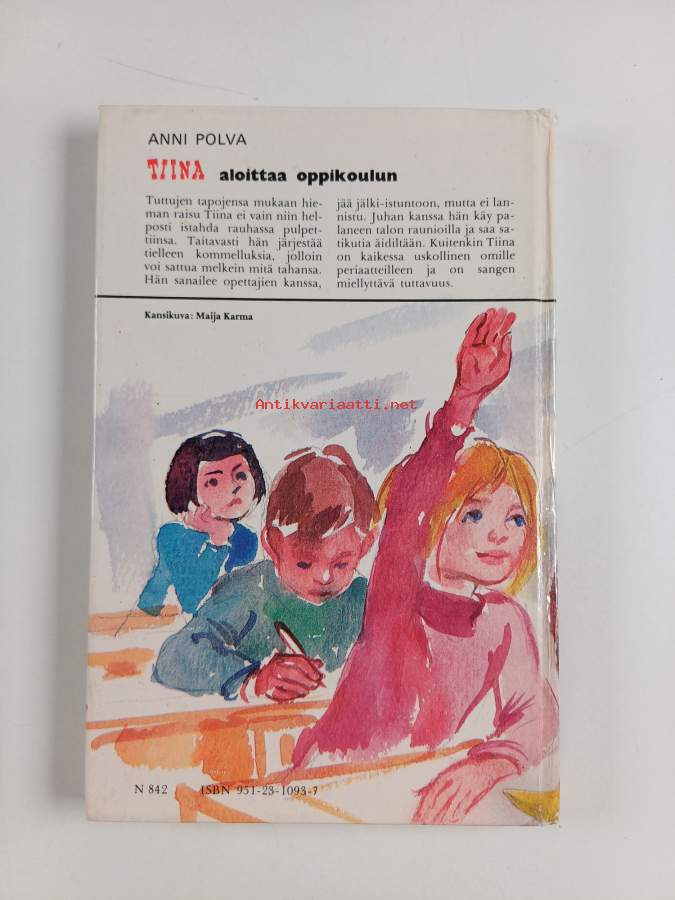 ANNI POLVA
TIINA aloittaa oppikoulun
Tuttujen tapojensa mukaan hie-
man raisu Tiina ei vain niin hel-
posti istahda rauhassa pulpet-
tiinsa. Taitavasti hän järjestää
tielleen kommelluksia, jolloin
voi sattua melkein mitä tahansa.
Hän sanailee opettajien kanssa,
jää jälki-istuntoon, mutta ei lan-
nistu. Juhan kanssa hän käy pa-
laneen talon raunioilla ja saa sa-
tikutia äidiltään. Kuitenkin Tiina
on kaikessa uskollinen omille
periaatteilleen ja on sangen
miellyttävä tuttavuus.
Kansikuva: Maija Karma
Antikvariaatti.net
N 842 ISBN 951-23-1093-7